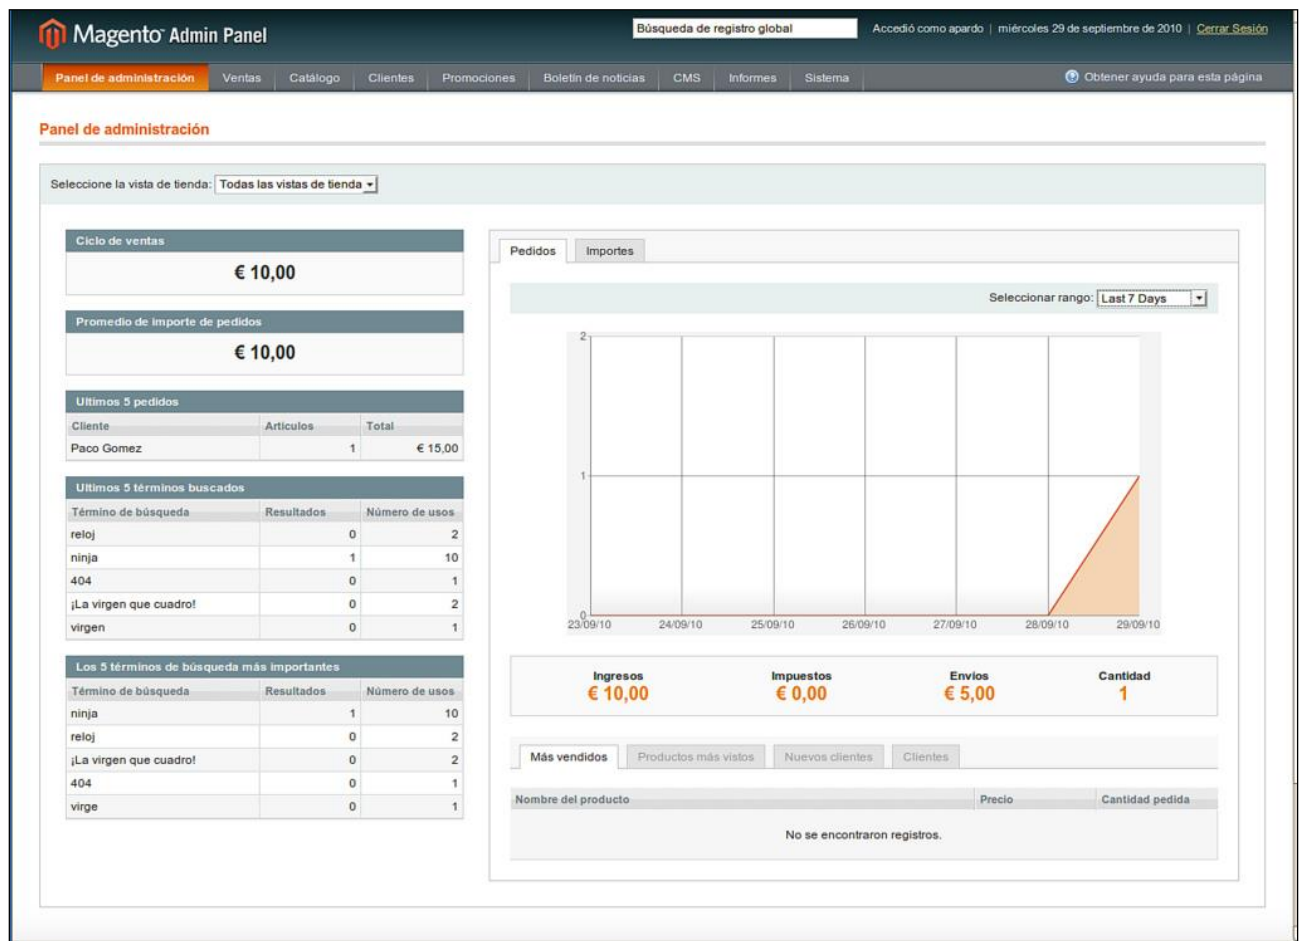 Magento Admin Panel
Búsqueda de registro global
Accedió como apardo | miércoles 29 de septiembre de 2010 | Cerrar Sesión
Panel de administración Ventas Catálogo Clientes Promociones Boletín de noticias CMS Informes Sistema Obtener ayuda para esta página
Panel de administración
Seleccione la vista de tienda: Todas las vistas de tienda
Ciclo de ventas
€ 10,00
Promedio de importe de pedidos
€ 10,00
Ultimos 5 pedidos
Cliente Articulos Total
Paco Gomez 1 € 15,00
Ultimos 5 términos buscados
Término de búsqueda Resultados Número de usos
reloj 0 2
ninja 1 10
404 0 1
¡La virgen que cuadro! 0 2
virgen 0 1
Los 5 términos de búsqueda más importantes
Término de búsqueda Resultados Número de usos
ninja 1 10
reloj 0 2
¡La virgen que cuadro! 0 2
404 0 1
virge 0 1
Pedidos Importes
Seleccionar rango: Last 7 Days
2
1
0
23/09/10 24/09/10 25/09/10 26/09/10 27/09/10 28/09/10 29/09/10
Ingresos Impuestos Envios Cantidad
€ 10,00 € 0,00 € 5,00 1
Más vendidos Productos más vistos Nuevos clientes Clientes
Nombre del producto Precio Cantidad pedida
No se encontraron registros.